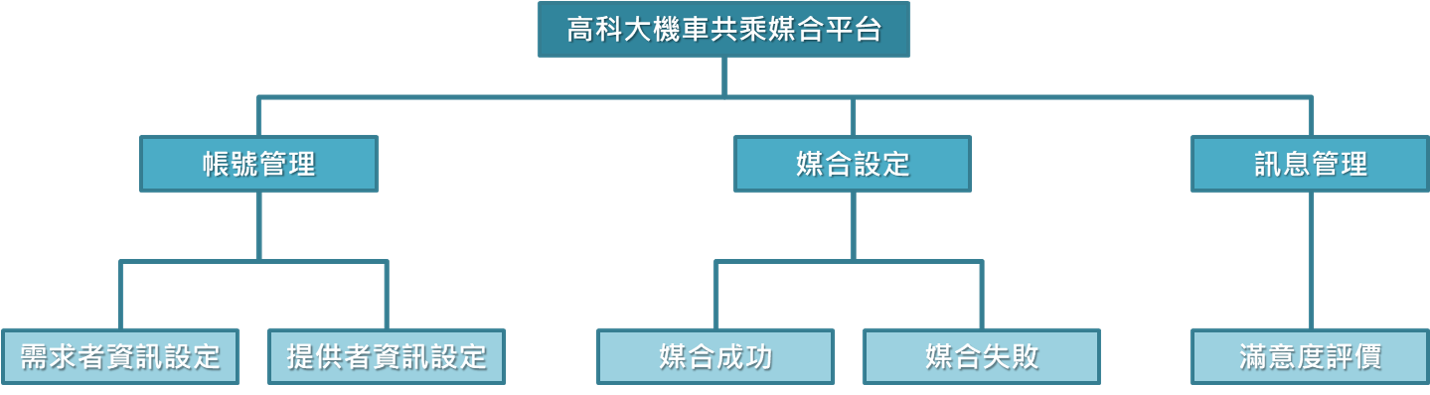 高科大機車共乘媒合平台
帳號管理
媒合設定
訊息管理
需求者資訊設定
提供者資訊設定
媒合成功
媒合失敗
滿意度評價